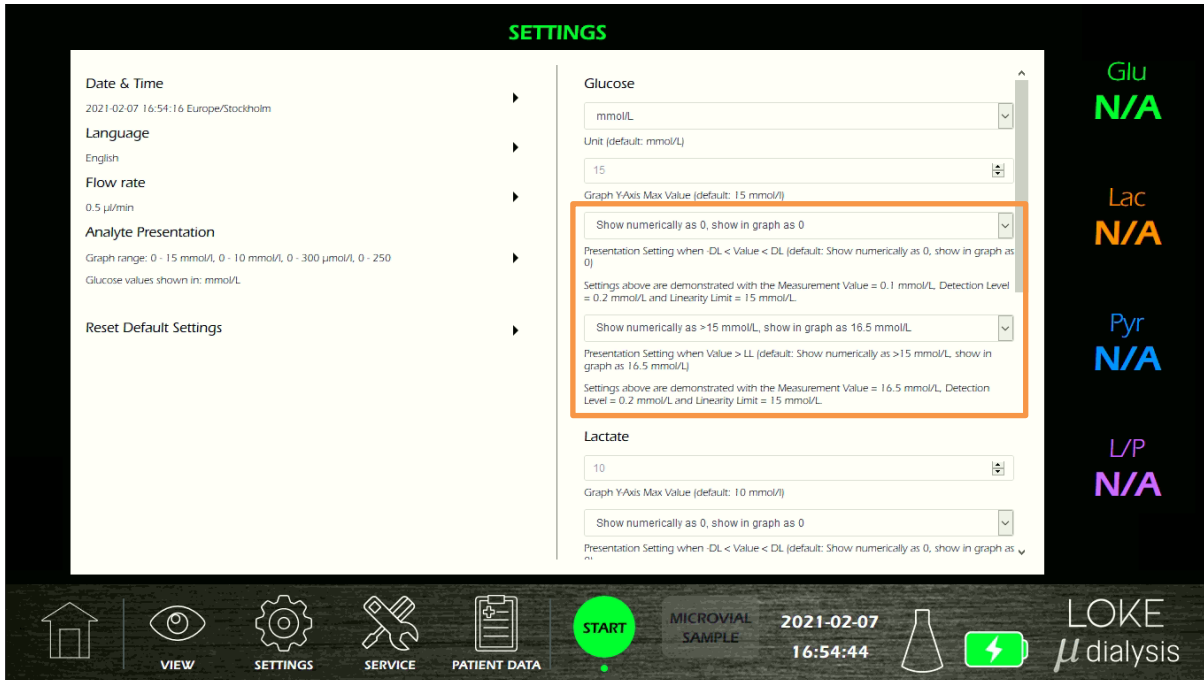 SETTINGS
Date & Time
2021-02-07 16:54:16 Europe/Stockholm
Language
English
Flow rate
0.5 µl/min
Analyte Presentation
Graph range: 0 - 15 mmol/l, 0 - 10 mmol/l, 0 - 300 µmol/l, 0 - 250
Glucose values shown in: mmol/L
Reset Default Settings
Glucose
mmol/L
Unit (default: mmol/L)
15
Graph Y-Axis Max Value (default: 15 mmol/l)
Show numerically as 0, show in graph as 0
Presentation Setting when -DL < Value < DL (default: Show numerically as 0, show in graph as
0)
Settings above are demonstrated with the Measurement Value = 0.1 mmol/L, Detection Level
= 0.2 mmol/L and Linearity Limit = 15 mmol/L.
Show numerically as >15 mmol/L, show in graph as 16.5 mmol/L
Presentation Setting when Value > LL (default: Show numerically as >15 mmol/L, show in
graph as 16.5 mmol/L)
Settings above are demonstrated with the Measurement Value = 16.5 mmol/L, Detection
Level = 0.2 mmol/L and Linearity Limit = 15 mmol/L.
Lactate
10
Graph Y-Axis Max Value (default: 10 mmol/l)
Show numerically as 0, show in graph as 0
Presentation Setting when -DL < Value < DL (default: Show numerically as 0, show in graph as
Glu
N/A
Lac
N/A
Pyr
N/A
L/P
N/A
VIEW
SETTINGS
SERVICE
PATIENT DATA
START
MICROVIAL
SAMPLE
2021-02-07
16:54:44
LOKE
µ dialysis